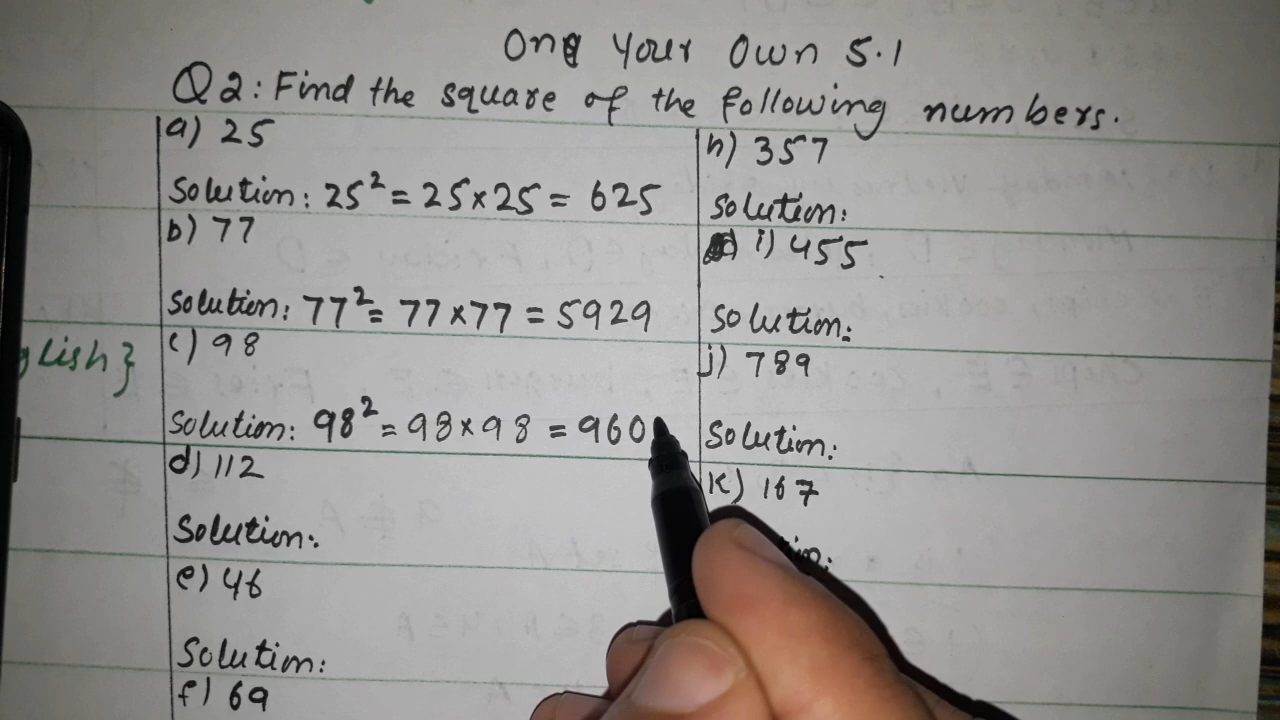 One Your Own 5.1
Q2: Find the square of the following numbers.
a) 25
Solution: 25² = 25×25 = 625
b) 77
Solution: 77² = 77×77 = 5929
c) 98
Solution: 98² = 98×98 = 960
d) 112
Solution:
e) 46
Solution:
f) 69
h) 357
Solution:
i) 455
Solution:
j) 789
Solution:
K) 167
glish}